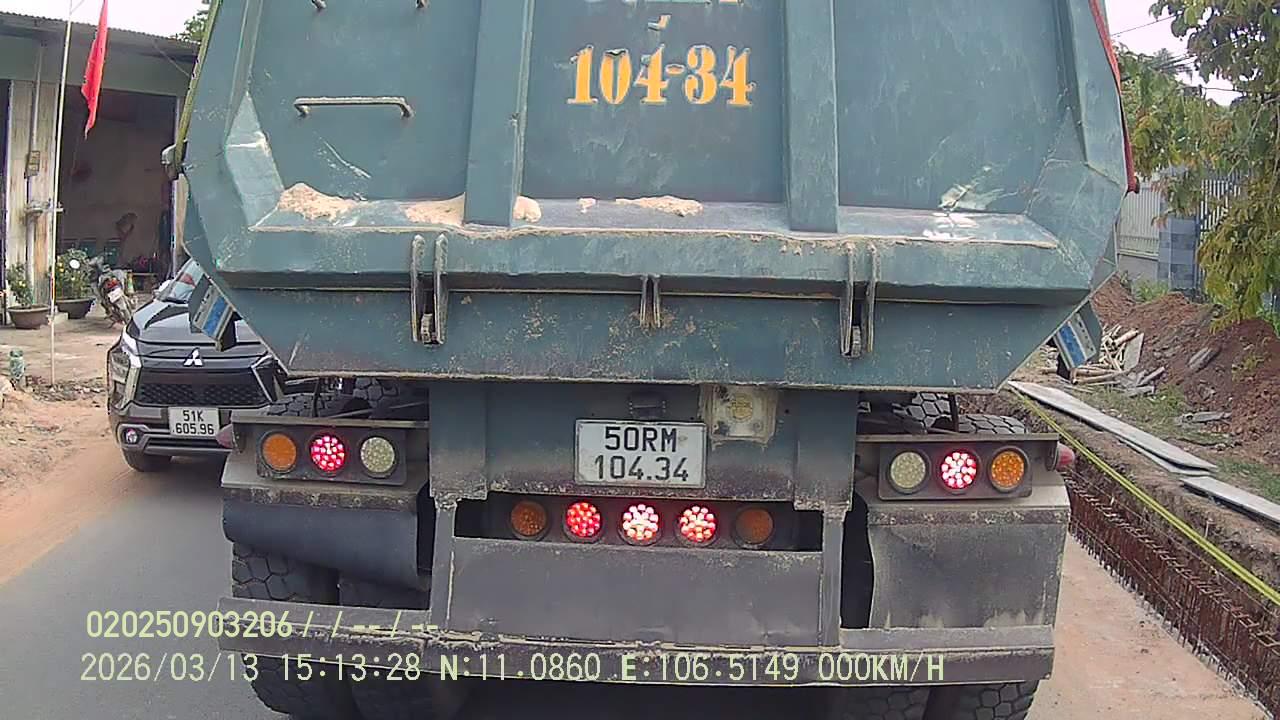 104-34
51K
605.96
50RM
104.34
020250903206 / / -- / --
2026/03/13 15:13:28 N:11.0860 E:106.5149 000KM/H